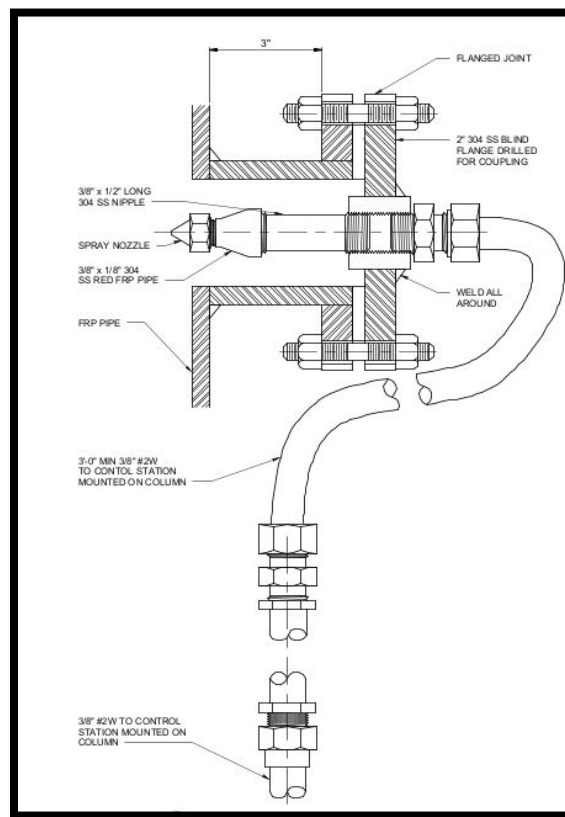 3"
FLANGED JOINT
2" 304 SS BLIND
FLANGE DRILLED
FOR COUPLING
3/8" x 1/2" LONG
304 SS NIPPLE
SPRAY NOZZLE
3/8" x 1/8" 304
SS RED FRP PIPE
WELD ALL
AROUND
FRP PIPE
3'-0" MIN 3/8" #2W
TO CONTOL STATION
MOUNTED ON COLUMN
3/8" #2W TO CONTROL
STATION MOUNTED ON
COLUMN